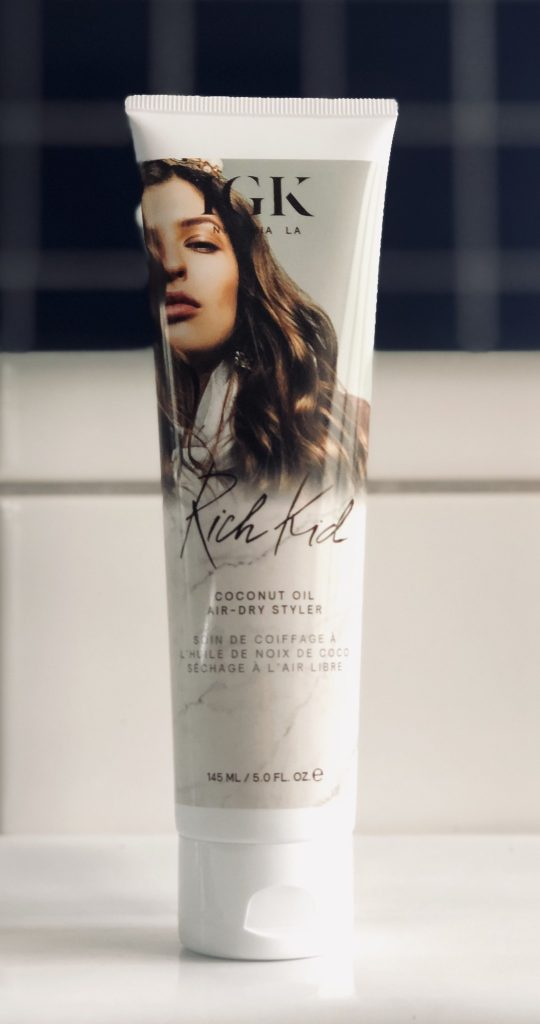 IGK
LA
Rich Kid
COCONUT OIL
AIR-DRY STYLER
SOIN DE COIFFAGE À
L'HUILE DE NOIX DE COCO
SÉCHAGE À L'AIR LIBRE
145 ML / 5.0 FL. OZ. e